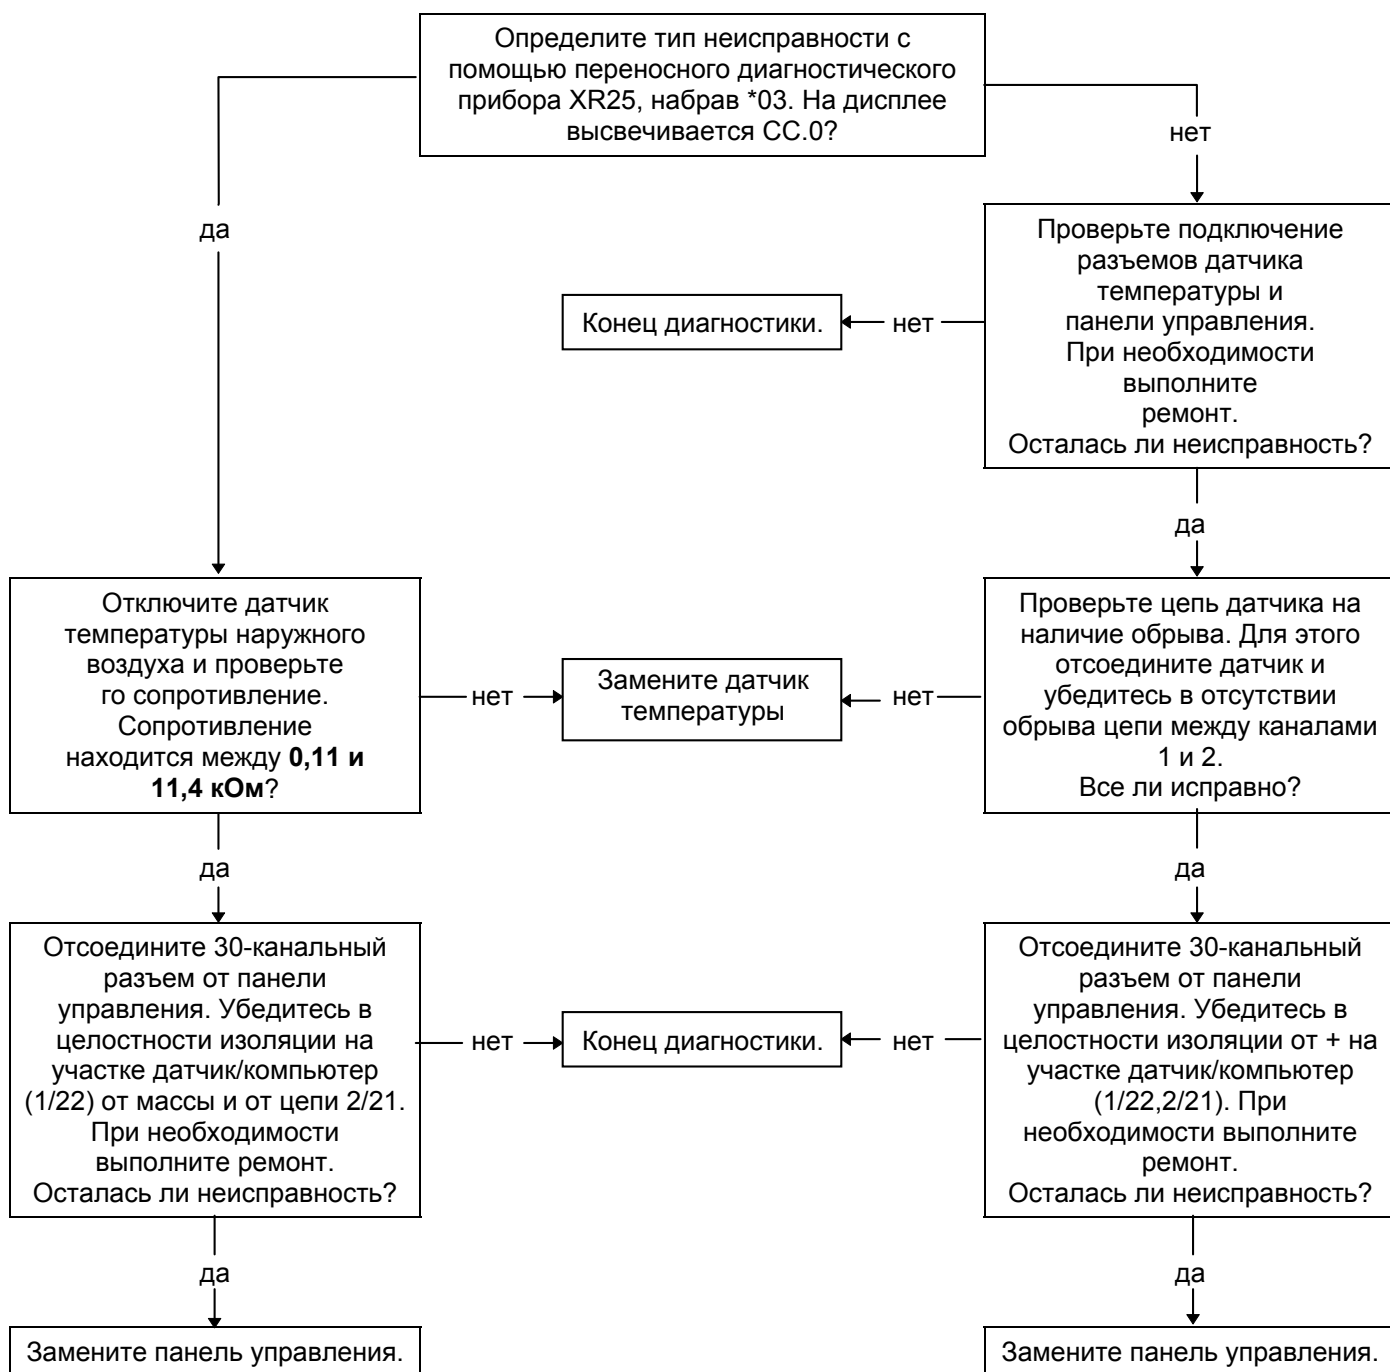 Определите тип неисправности с
помощью переносного диагностического
прибора XR25, набрав *03. На дисплее
высвечивается CC.0?
да
нет
Проверьте подключение
разъемов датчика
температуры и
панели управления.
При необходимости
выполните
ремонт.
Осталась ли неисправность?
нет
Конец диагностики.
да
Отключите датчик
температуры наружного
воздуха и проверьте
го сопротивление.
Сопротивление
находится между 0,11 и
11,4 кОм?
нет
Замените датчик
температуры
нет
Проверьте цепь датчика на
наличие обрыва. Для этого
отсоедините датчик и
убедитесь в отсутствии
обрыва цепи между каналами
1 и 2.
Все ли исправно?
да
да
Отсоедините 30-канальный
разъем от панели
управления. Убедитесь в
целостности изоляции на
участке датчик/компьютер
(1/22) от массы и от цепи 2/21.
При необходимости
выполните ремонт.
Осталась ли неисправность?
нет
Конец диагностики.
нет
Отсоедините 30-канальный
разъем от панели
управления. Убедитесь в
целостности изоляции от + на
участке датчик/компьютер
(1/22,2/21). При
необходимости выполните
ремонт.
Осталась ли неисправность?
да
да
Замените панель управления.
Замените панель управления.